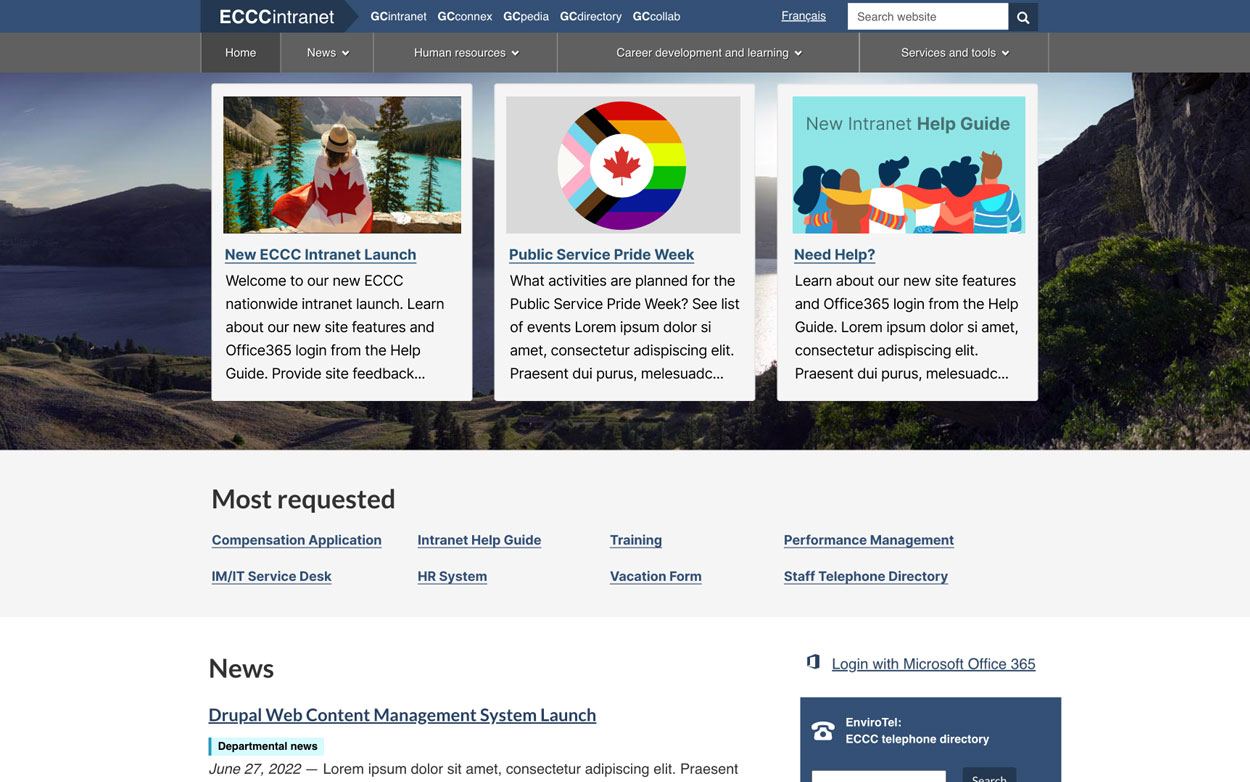 ECCCintranet GCintranet GCconnex GCpedia GCdirectory GCcollab Français Search website
Home News Human resources Career development and learning Services and tools
New ECCC Intranet Launch
Welcome to our new ECCC
nationwide intranet launch. Learn
about our new site features and
Office365 login from the Help
Guide. Provide site feedback...
Public Service Pride Week
What activities are planned for the
Public Service Pride Week? See list
of events Lorem ipsum dolor si
amet, consectetur adispiscing elit.
Praesent dui purus, melesuadc...
New Intranet Help Guide
Need Help?
Learn about our new site features
and Office365 login from the Help
Guide. Lorem ipsum dolor si amet,
consectetur adispiscing elit.
Praesent dui purus, melesuadc...
Most requested
Compensation Application Intranet Help Guide Training Performance Management
IM/IT Service Desk HR System Vacation Form Staff Telephone Directory
News
Drupal Web Content Management System Launch
Departmental news
June 27, 2022 — Lorem ipsum dolor sit amet, consectetur adipiscing elit. Praesent
Login with Microsoft Office 365
EnviroTel:
ECCC telephone directory
Search